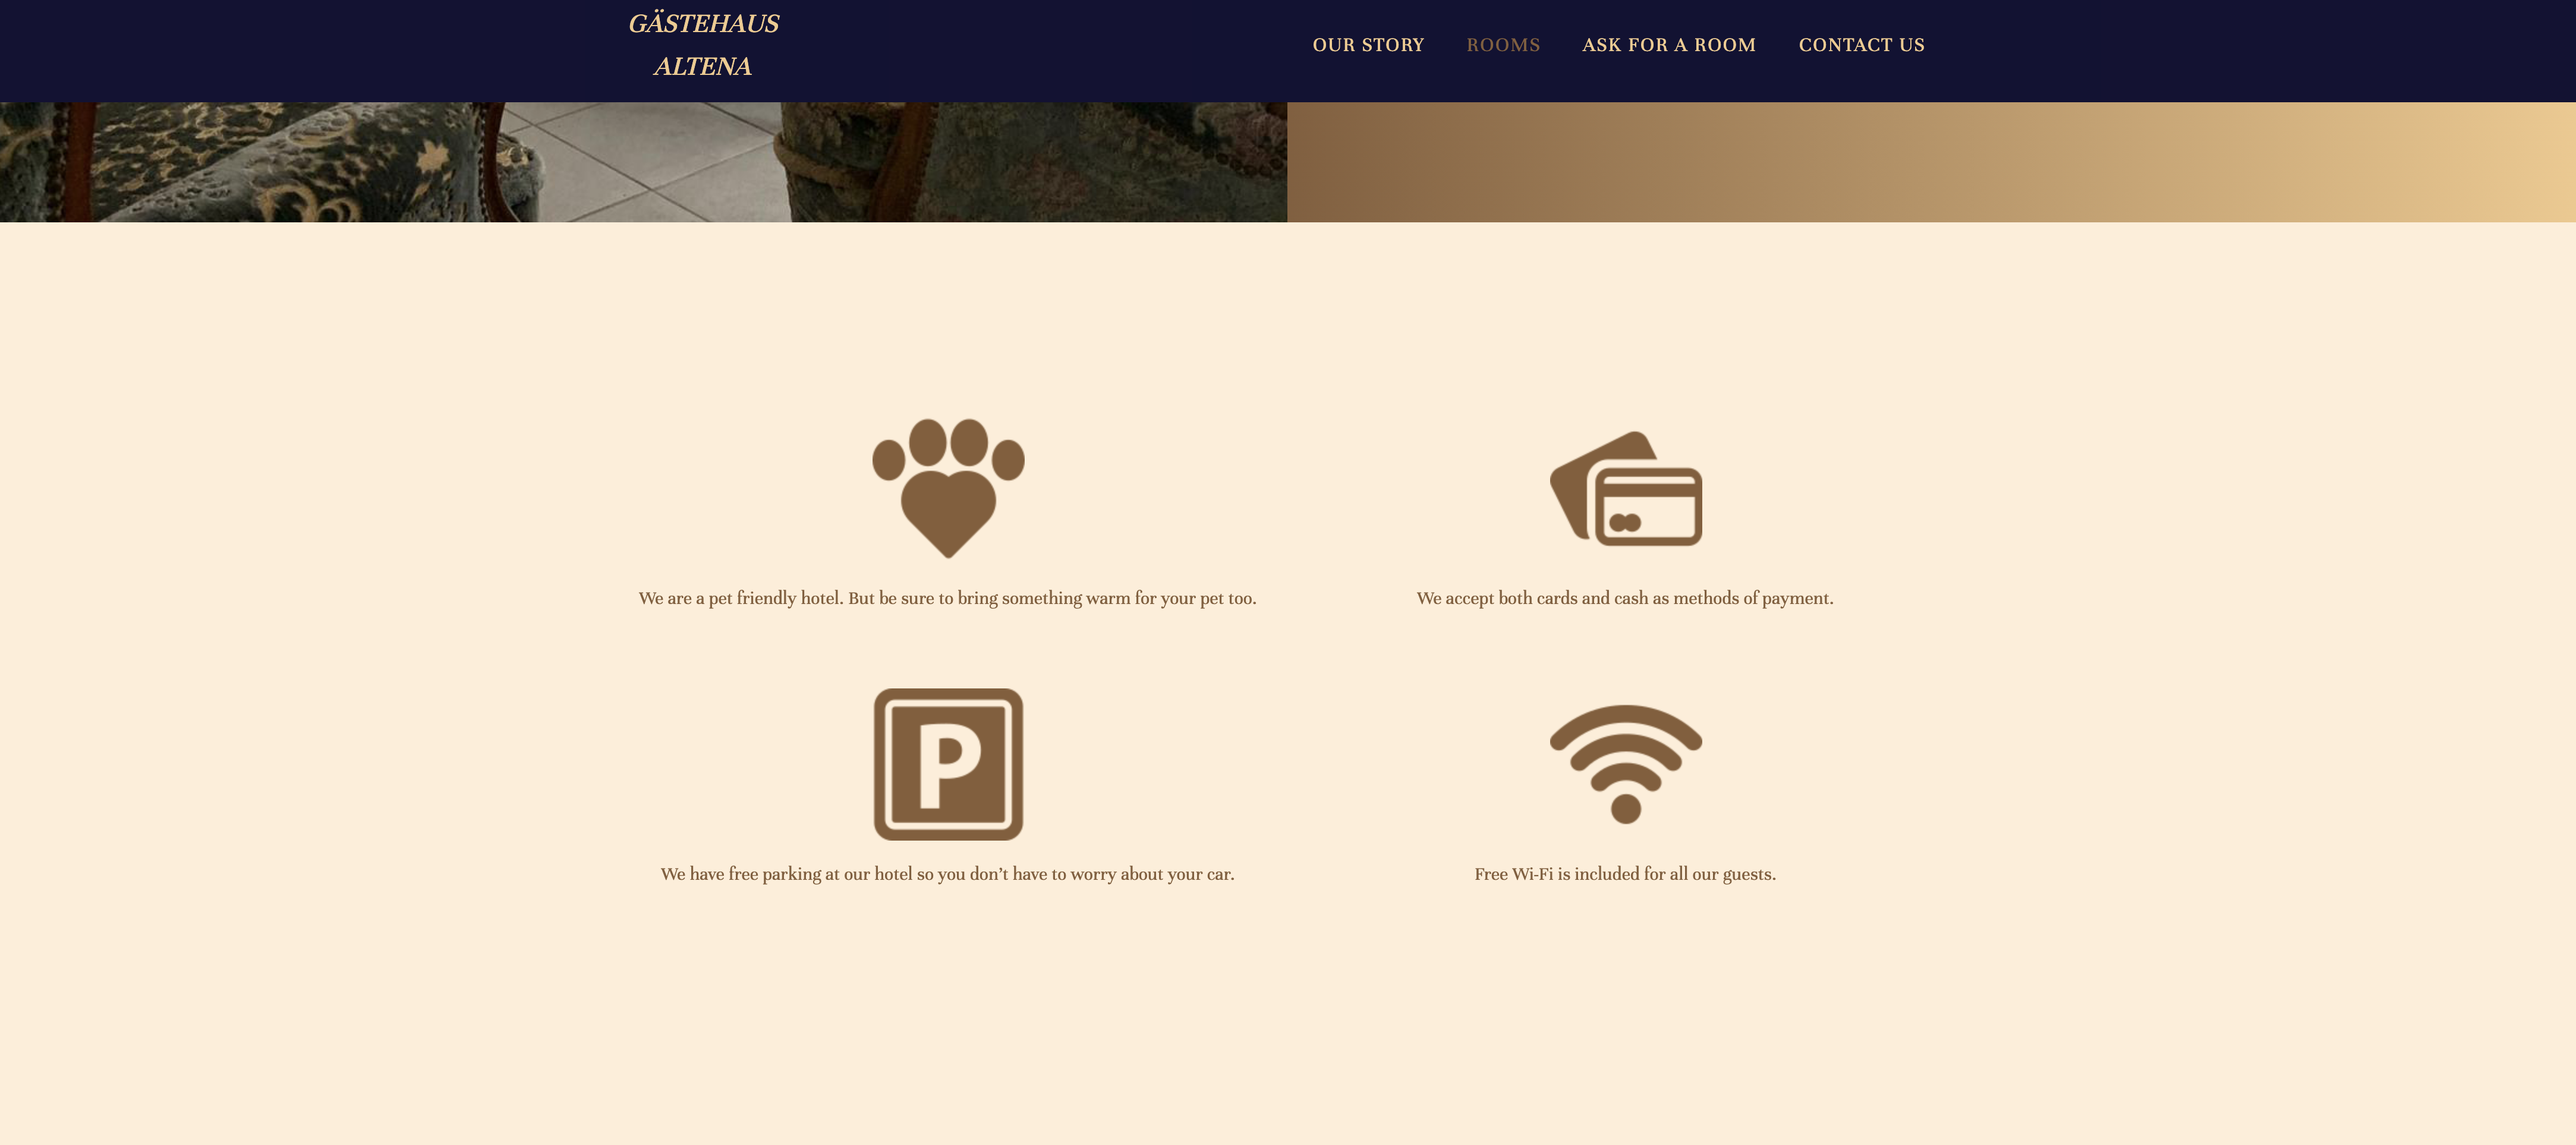 GÄSTEHAUS
ALTENA
OUR STORY
ROOMS
ASK FOR A ROOM
CONTACT US
We are a pet friendly hotel. But be sure to bring something warm for your pet too.
We accept both cards and cash as methods of payment.
P
We have free parking at our hotel so you don’t have to worry about your car.
Free Wi-Fi is included for all our guests.